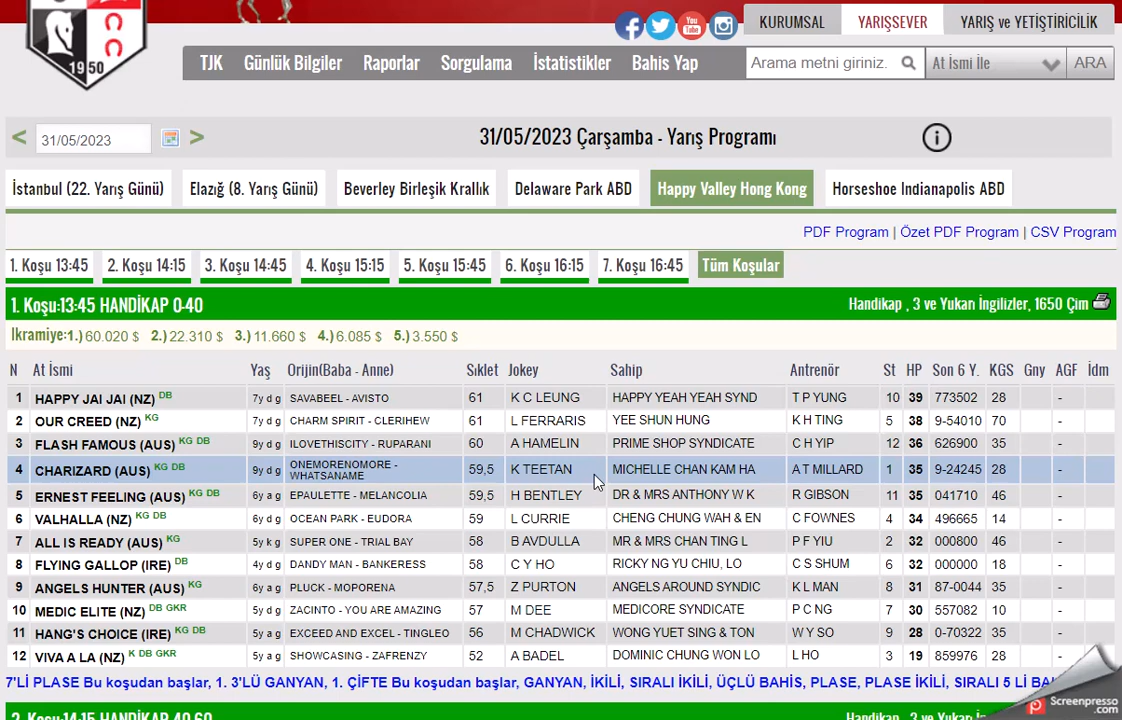 C C
1950
KURUMSAL YARIŞSEVER YARIŞ ve YETİŞTİRİCİLİK
You Tube
TJK Günlük Bilgiler Raporlar Sorgulama İstatistikler Bahis Yap Arama metni giriniz. At İsmi İle ARA
< 31/05/2023 > 31/05/2023 Çarşamba - Yarış Programı i
İstanbul (22. Yarış Günü) Elazığ (8. Yarış Günü) Beverley Birleşik Krallık Delaware Park ABD Happy Valley Hong Kong Horseshoe Indianapolis ABD
PDF Program | Özet PDF Program | CSV Program
1. Koşu 13:45 2. Koşu 14:15 3. Koşu 14:45 4. Koşu 15:15 5. Koşu 15:45 6. Koşu 16:15 7. Koşu 16:45 Tüm Koşular
1. Koşu:13:45 HANDİKAP 0-40 Handikap , 3 ve Yukarı İngilizler, 1650 Çim
İkramiye:1.) 60.020 $ 2.) 22.310 $ 3.) 11.660 $ 4.) 6.085 $ 5.) 3.550 $
N At İsmi Yaş Orijin(Baba - Anne) Sıklet Jokey Sahip Antrenör St HP Son 6 Y. KGS Gny AGF İdm
1 HAPPY JAI JAI (NZ) DB 7y d g SAVABEEL - AVISTO 61 K C LEUNG HAPPY YEAH YEAH SYND T P YUNG 10 39 773502 28 -
2 OUR CREED (NZ) KG 7y d g CHARM SPIRIT - CLERIHEW 61 L FERRARIS YEE SHUN HUNG K H TING 5 38 9-54010 70 -
3 FLASH FAMOUS (AUS) KG DB 9y d g ILOVETHISCITY - RUPARANI 60 A HAMELIN PRIME SHOP SYNDICATE C H YIP 12 36 626900 35 -
4 CHARIZARD (AUS) KG DB 9y d g ONEMORENOMORE - WHATSANAME 59,5 K TEETAN MICHELLE CHAN KAM HA A T MILLARD 1 35 9-24245 28 -
5 ERNEST FEELING (AUS) KG DB 6y a g EPAULETTE - MELANCOLIA 59,5 H BENTLEY DR & MRS ANTHONY W K R GIBSON 11 35 041710 46 -
6 VALHALLA (NZ) KG DB 6y d g OCEAN PARK - EUDORA 59 L CURRIE CHENG CHUNG WAH & EN C FOWNES 4 34 496665 14 -
7 ALL IS READY (AUS) KG 5y k g SUPER ONE - TRIAL BAY 58 B AVDULLA MR & MRS CHAN TING L P F YIU 2 32 000800 46 -
8 FLYING GALLOP (IRE) DB 4y d g DANDY MAN - BANKERESS 58 C Y HO RICKY NG YU CHIU, LO C S SHUM 6 32 000000 18 -
9 ANGELS HUNTER (AUS) KG 6y a g PLUCK - MOPORENA 57,5 Z PURTON ANGELS AROUND SYNDIC K L MAN 8 31 87-0044 35 -
10 MEDIC ELITE (NZ) DB GKR 5y d g ZACINTO - YOU ARE AMAZING 57 M DEE MEDICORE SYNDICATE P C NG 7 30 557082 10 -
11 HANG'S CHOICE (IRE) KG DB 5y a g EXCEED AND EXCEL - TINGLEO 56 M CHADWICK WONG YUET SING & TON W Y SO 9 28 0-70322 35 -
12 VIVA A LA (NZ) K DB GKR 5y a g SHOWCASING - ZAFRENZY 52 A BADEL DOMINIC CHUNG WON LO L HO 3 19 859976 28 -
7'Lİ PLASE Bu koşudan başlar, 1. 3'LÜ GANYAN, 1. ÇİFTE Bu koşudan başlar, GANYAN, İKİLİ, SIRALI İKİLİ, ÜÇLÜ BAHİS, PLASE, PLASE İKİLİ, SIRALI 5 Lİ BA
2. Koşu:14:15 HANDİKAP 40-60 Handikap , 3 ve Yukarı
Screenpresso .com